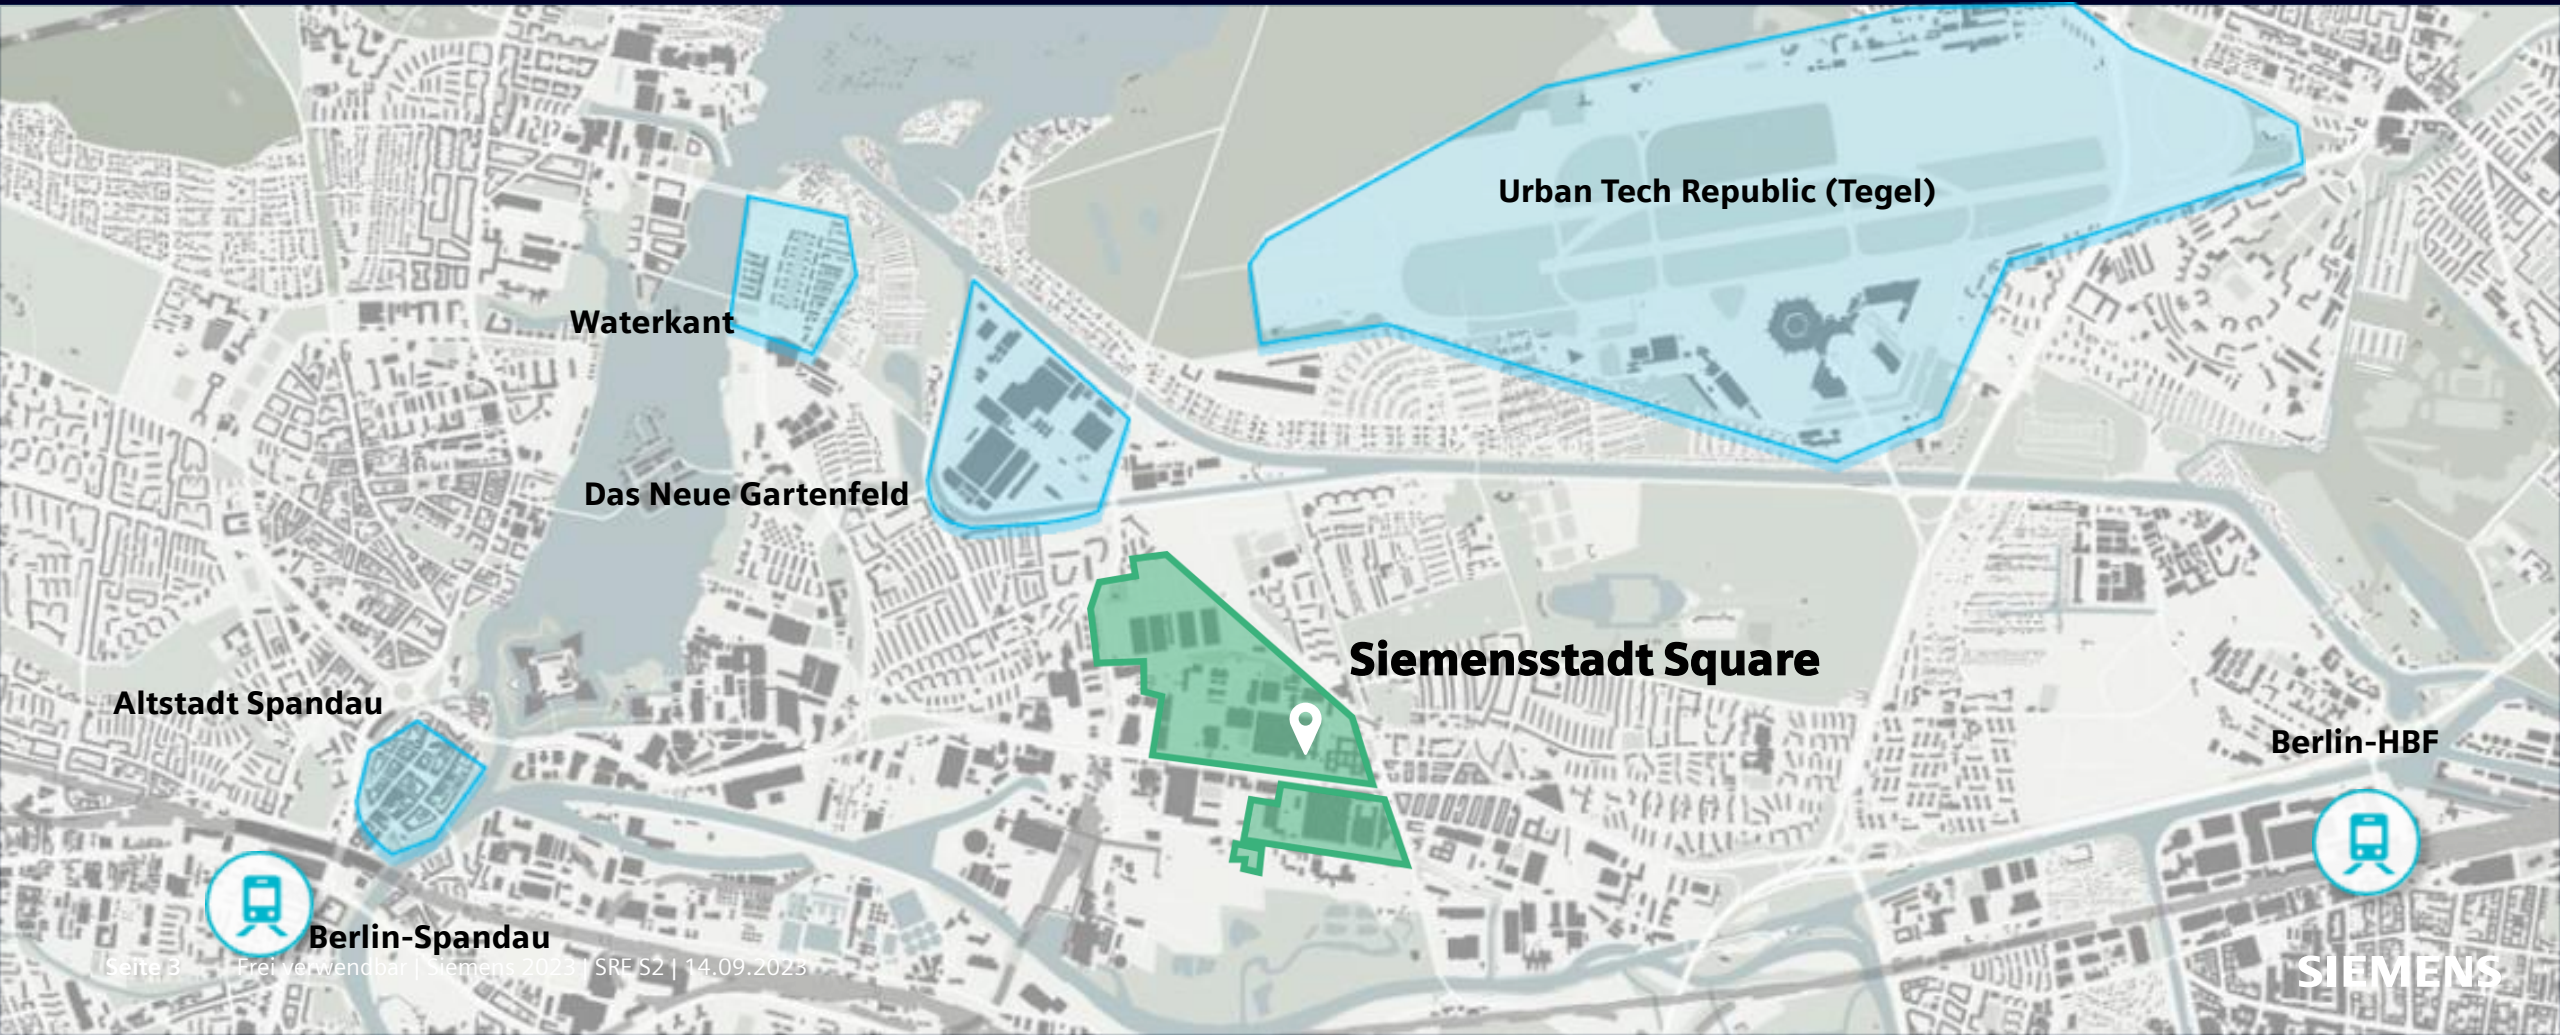 Urban Tech Republic (Tegel)
Waterkant
Das Neue Gartenfeld
Siemensstadt Square
Altstadt Spandau
Berlin-HBF
Berlin-Spandau
Seite 3 Frei verwendbar | Siemens 2023 | SRE S2 | 14.09.2023
SIEMENS